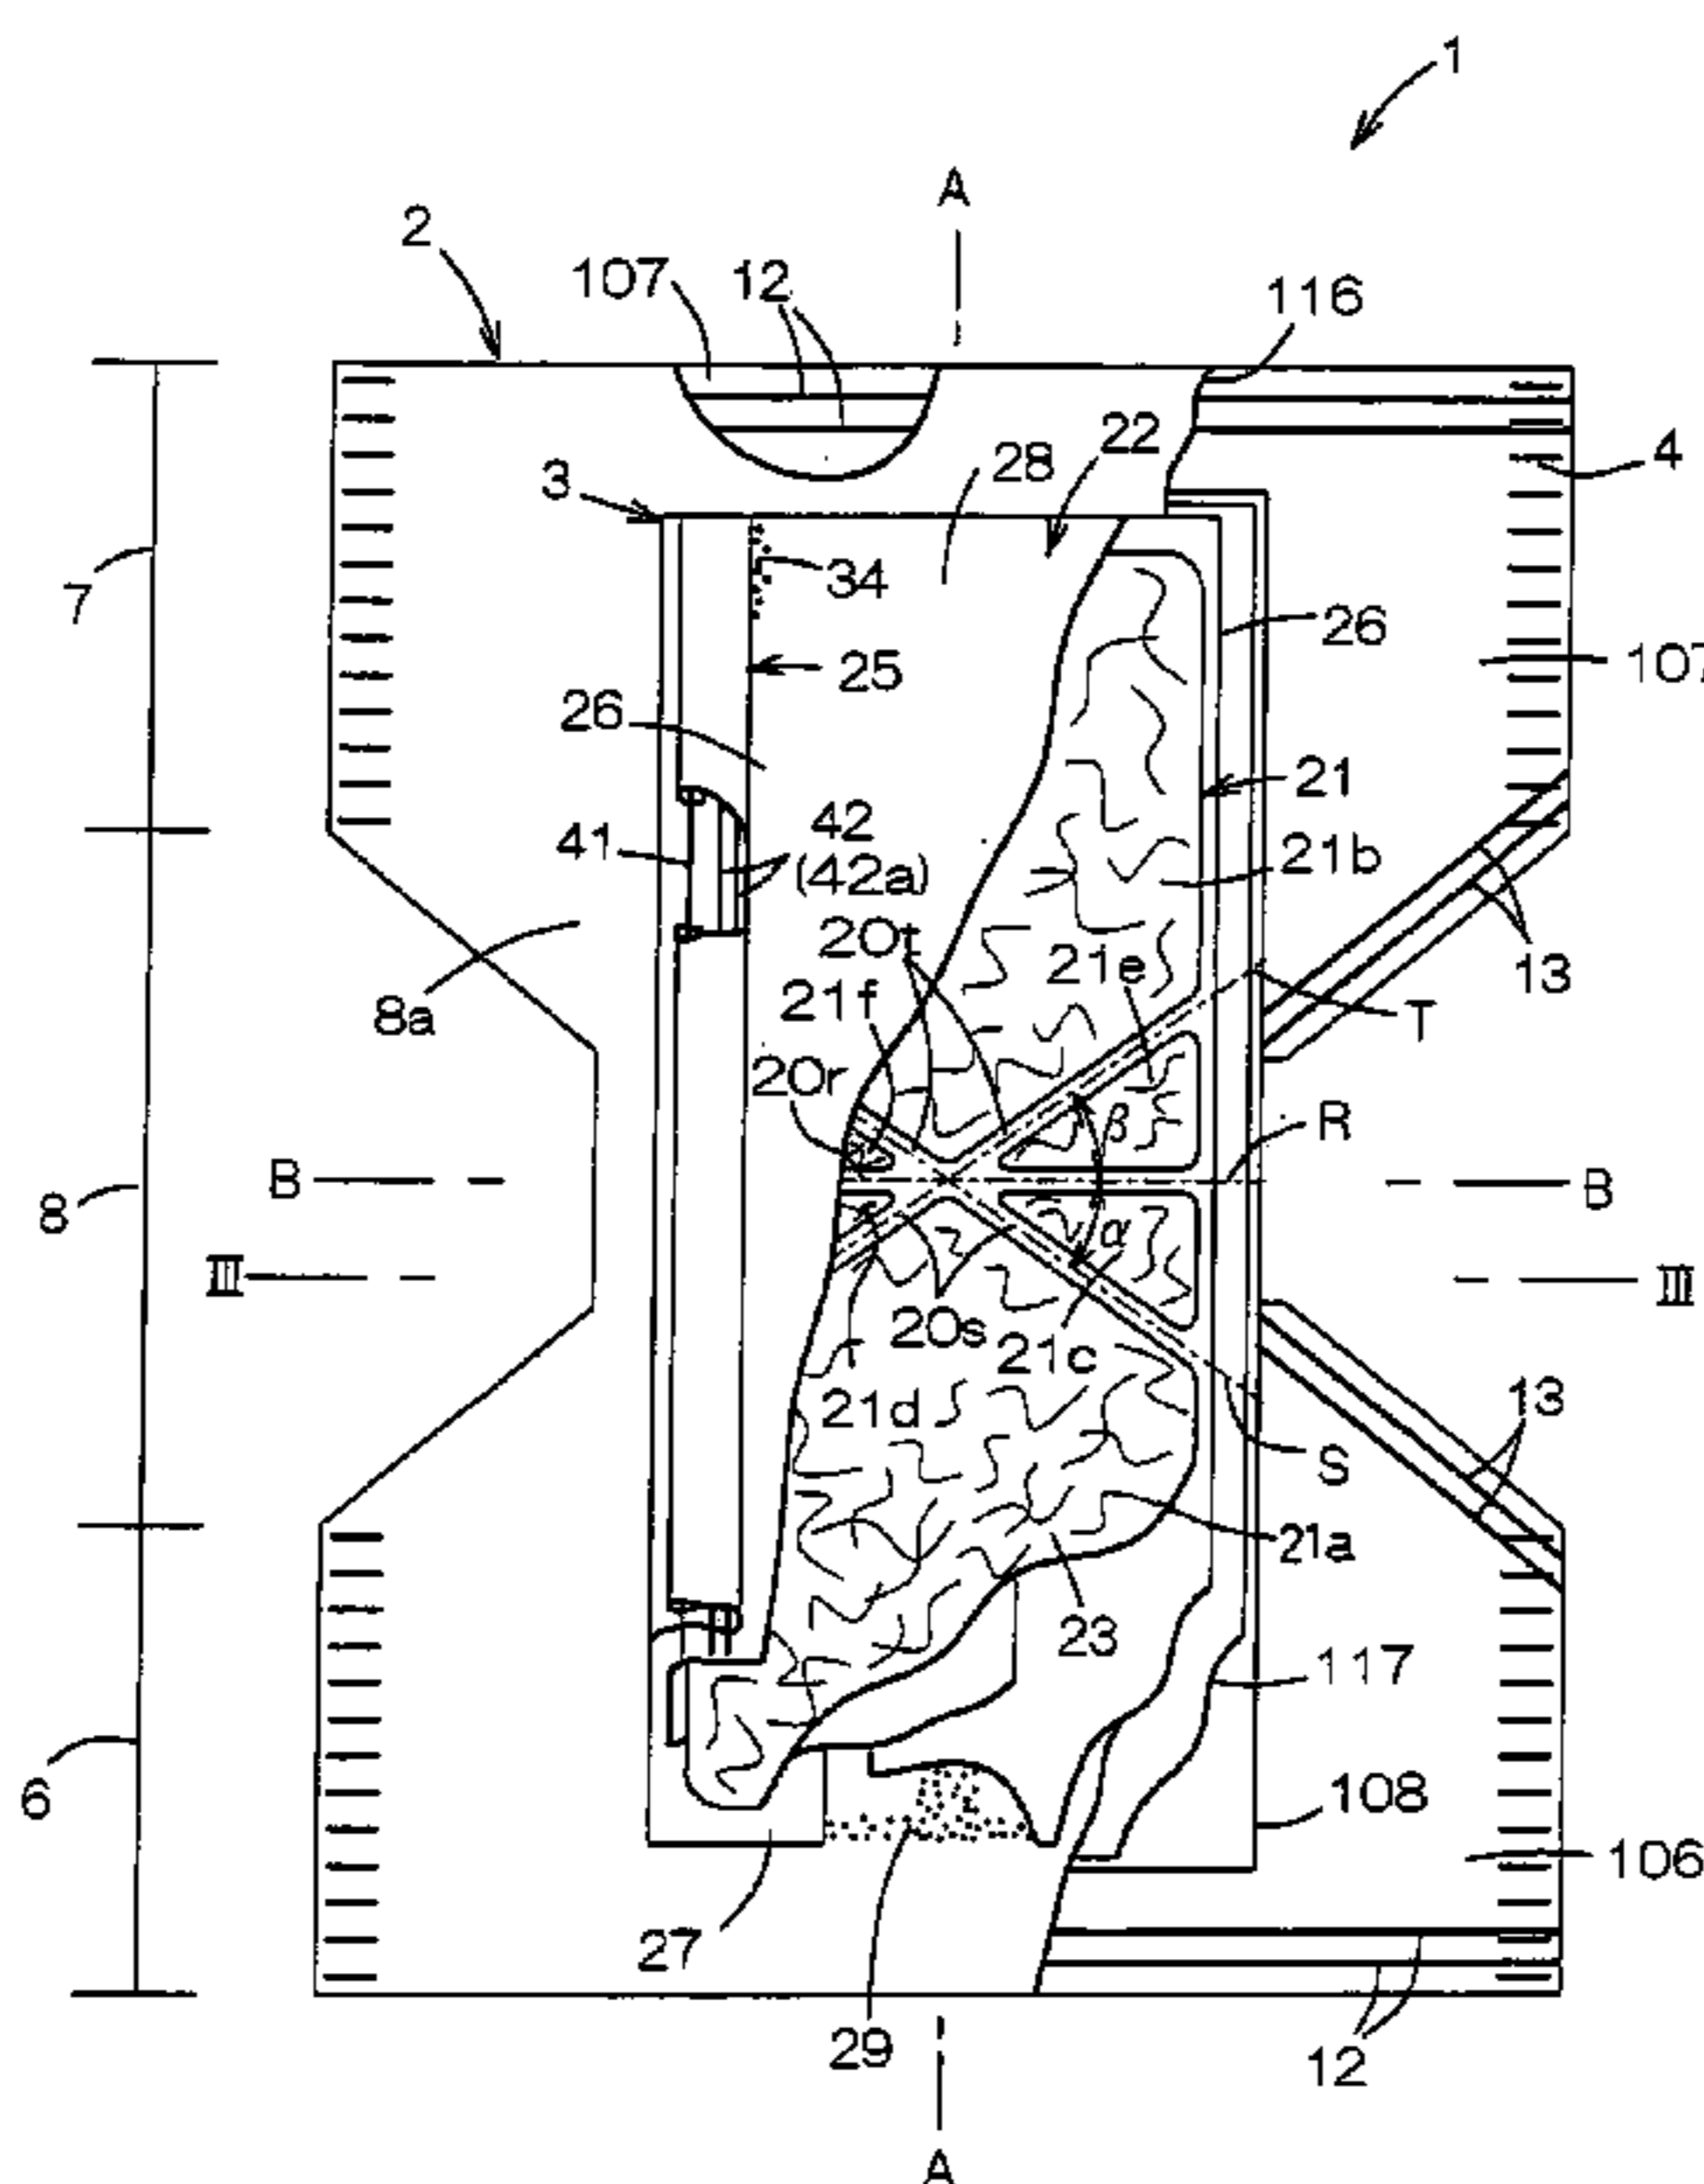 1
A
2
107 12
116
22
28
4
3
34
7
26
25
107
26
21
42
(42a)
41
21b
20t
21e
13
21f
8a
T
20r
β
R
B B
8
α
III III
20s
21c
21d
13
S
21a
23
117
6
108
106
27
29
12
A